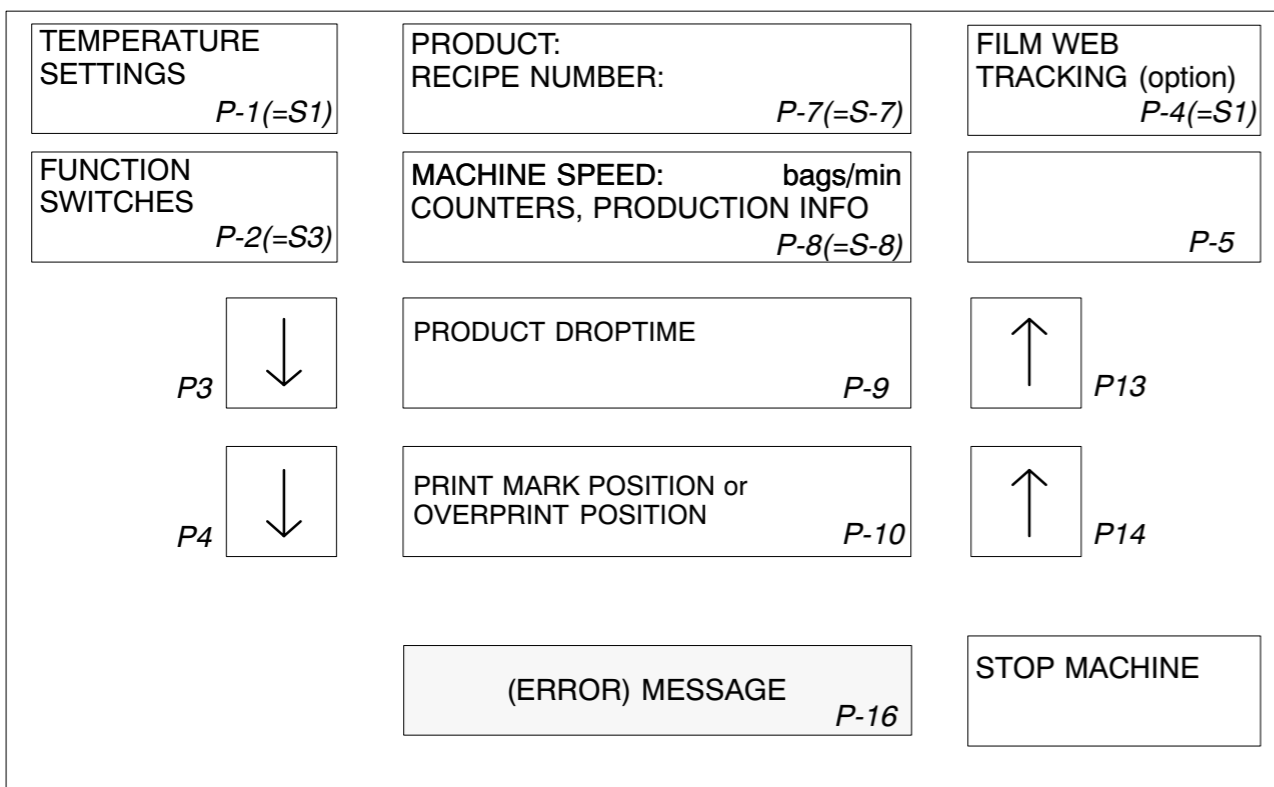 TEMPERATURE
SETTINGS
P-1(=S1)
PRODUCT:
RECIPE NUMBER:
P-7(=S-7)
FILM WEB
TRACKING (option)
P-4(=S1)
FUNCTION
SWITCHES
P-2(=S3)
MACHINE SPEED: bags/min
COUNTERS, PRODUCTION INFO
P-8(=S-8)
P-5
P3
PRODUCT DROPTIME
P-9
P13
P4
PRINT MARK POSITION or
OVERPRINT POSITION
P-10
P14
(ERROR) MESSAGE
P-16
STOP MACHINE